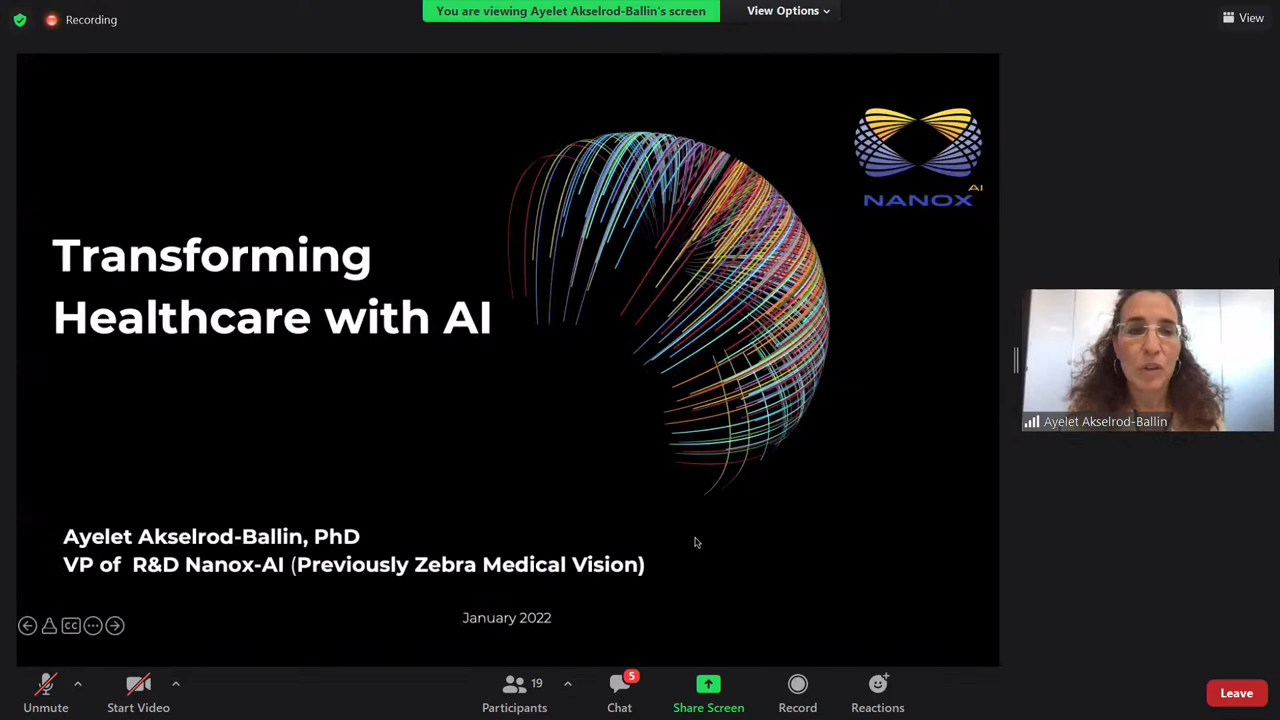 Recording
You are viewing Ayelet Akselrod-Ballin's screen
View Options
View
NANOX AI
Transforming
Healthcare with AI
Ayelet Akselrod-Ballin
Ayelet Akselrod-Ballin, PhD
VP of R&D Nanox-AI (Previously Zebra Medical Vision)
January 2022
CC
Unmute
Start Video
19
Participants
5
Chat
Share Screen
Record
Reactions
Leave